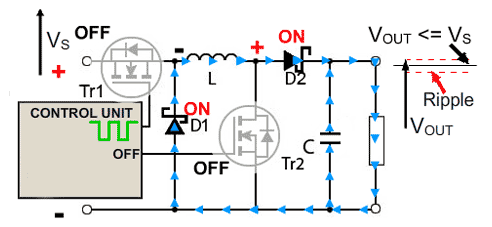 OFF
VS
+
Tr1
-
L
+
ON
D2
VOUT <= VS
Ripple
VOUT
CONTROL UNIT
OFF
ON
D1
OFF
Tr2
C
-